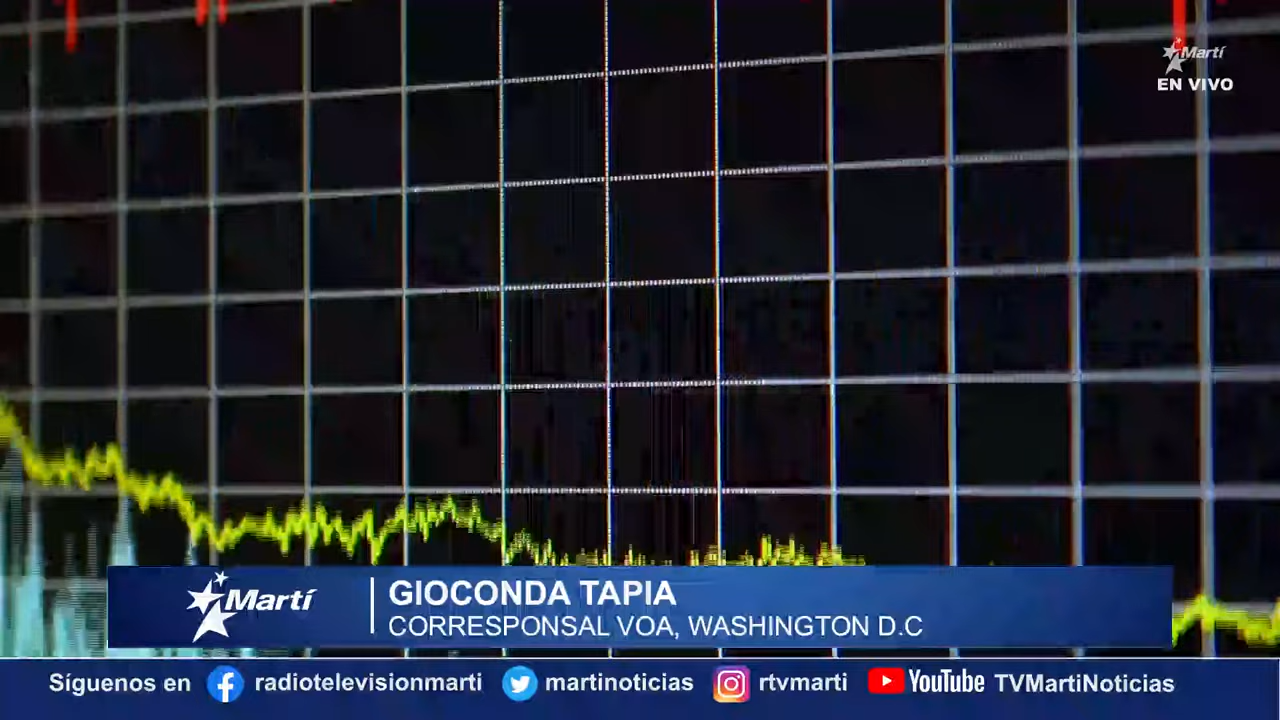 Martí
EN VIVO
Martí
GIOCONDA TAPIA
CORRESPONSAL VOA, WASHINGTON D.C
Síguenos en radiotelevisionmarti martinoticias rtvmarti YouTube TVMartiNoticias